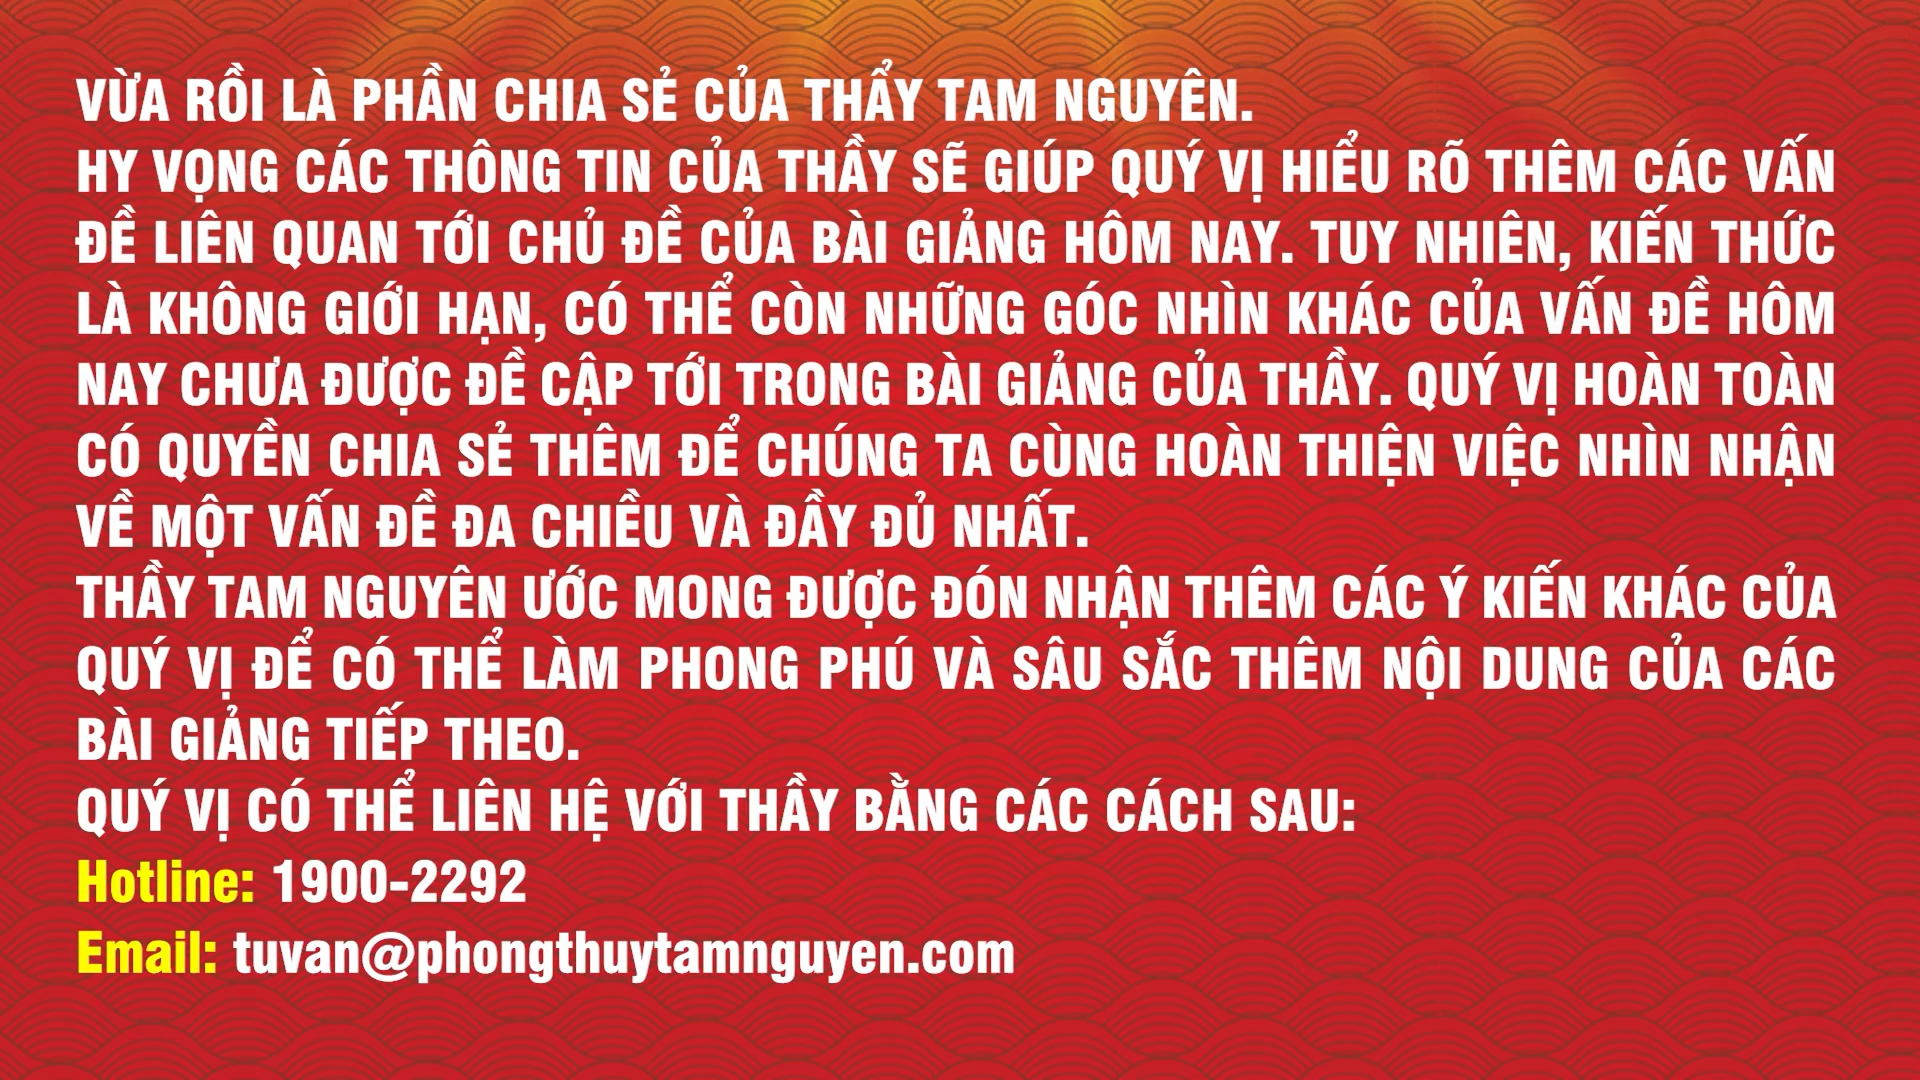 VỪA RỒI LÀ PHẦN CHIA SẺ CỦA THẨY TAM NGUYÊN.
HY VỌNG CÁC THÔNG TIN CỦA THẦY SẼ GIÚP QUÝ VỊ HIỂU RÕ THÊM CÁC VẤN
ĐỀ LIÊN QUAN TỚI CHỦ ĐỀ CỦA BÀI GIẢNG HÔM NAY. TUY NHIÊN, KIẾN THỨC
LÀ KHÔNG GIỚI HẠN, CÓ THỂ CÒN NHỮNG GÓC NHÌN KHÁC CỦA VẤN ĐỀ HÔM
NAY CHƯA ĐƯỢC ĐỀ CẬP TỚI TRONG BÀI GIẢNG CỦA THẦY. QUÝ VỊ HOÀN TOÀN
CÓ QUYỀN CHIA SẺ THÊM ĐỂ CHÚNG TA CÙNG HOÀN THIỆN VIỆC NHÌN NHẬN
VỀ MỘT VẤN ĐỀ ĐA CHIỀU VÀ ĐẦY ĐỦ NHẤT.
THẦY TAM NGUYÊN ƯỚC MONG ĐƯỢC ĐÓN NHẬN THÊM CÁC Ý KIẾN KHÁC CỦA
QUÝ VỊ ĐỂ CÓ THỂ LÀM PHONG PHÚ VÀ SÂU SẮC THÊM NỘI DUNG CỦA CÁC
BÀI GIẢNG TIẾP THEO.
QUÝ VỊ CÓ THỂ LIÊN HỆ VỚI THẦY BẰNG CÁC CÁCH SAU:
Hotline: 1900-2292
Email: tuvan@phongthuytamnguyen.com